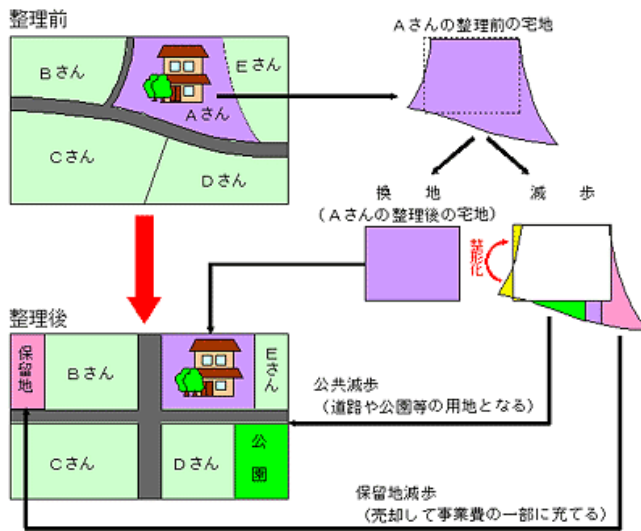 整理前
Aさんの整理前の宅地
Bさん
Eさん
Aさん
Cさん
Dさん
換地
(Aさんの整理後の宅地)
減歩
整形化
整理後
保留地
Bさん
Eさん
Cさん
Dさん
公園
公共減歩
(道路や公園等の用地となる)
保留地減歩
(売却して事業費の一部に充てる)